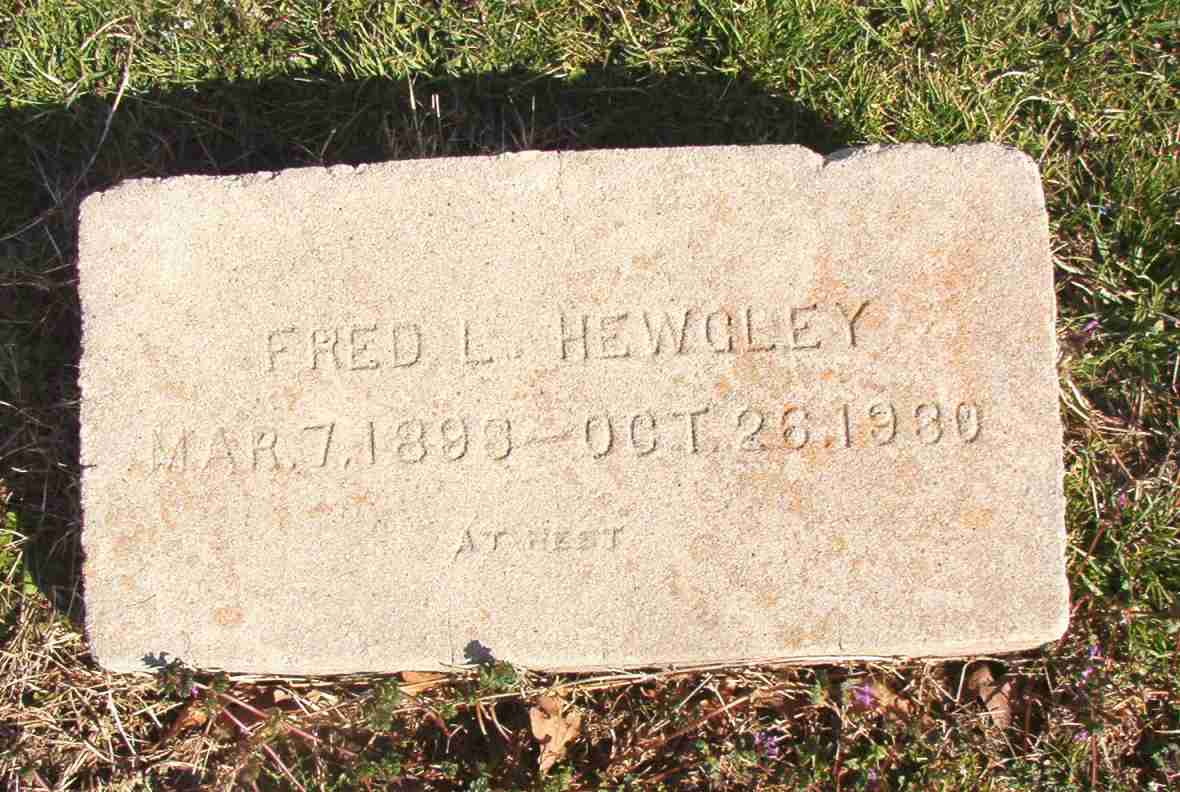 FRED L. HEWGLEY
MAR. 7, 1893 — OCT. 26, 1930
AT REST